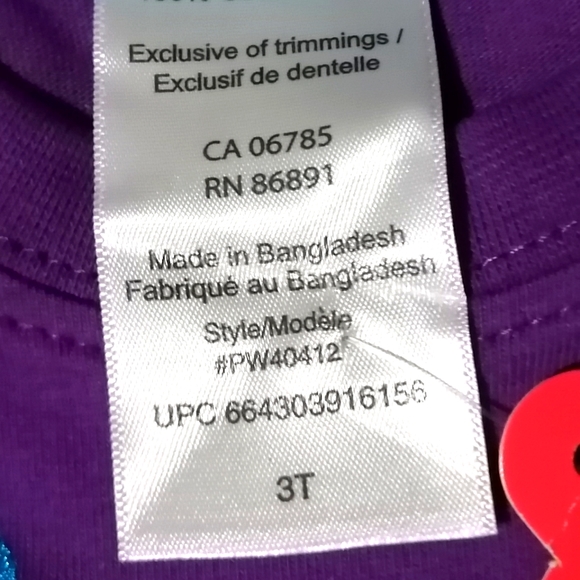 Exclusive of trimmings /
Exclusif de dentelle
CA 06785
RN 86891
Made in Bangladesh
Fabriqué au Bangladesh
Style/Modèle
#PW40412
UPC 664303916156
3T